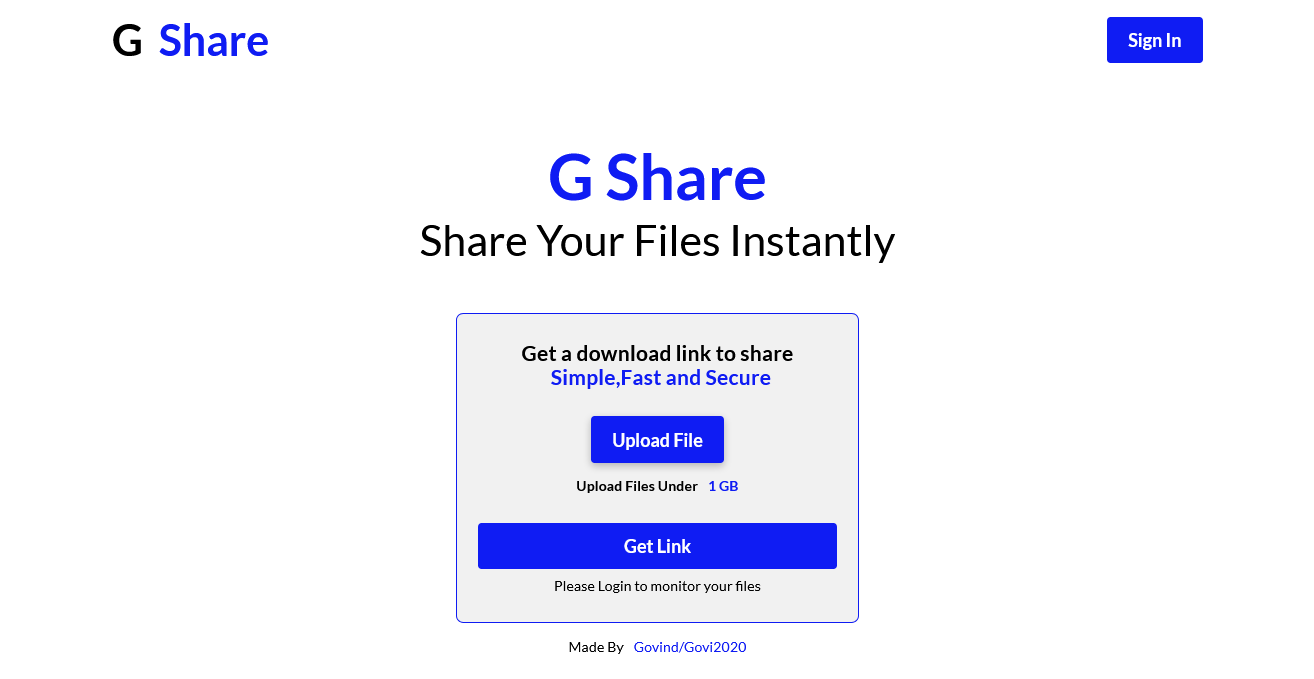 G Share
Sign In
G Share
Share Your Files Instantly
Get a download link to share
Simple,Fast and Secure
Upload File
Upload Files Under 1 GB
Get Link
Please Login to monitor your files
Made By Govind/Govi2020